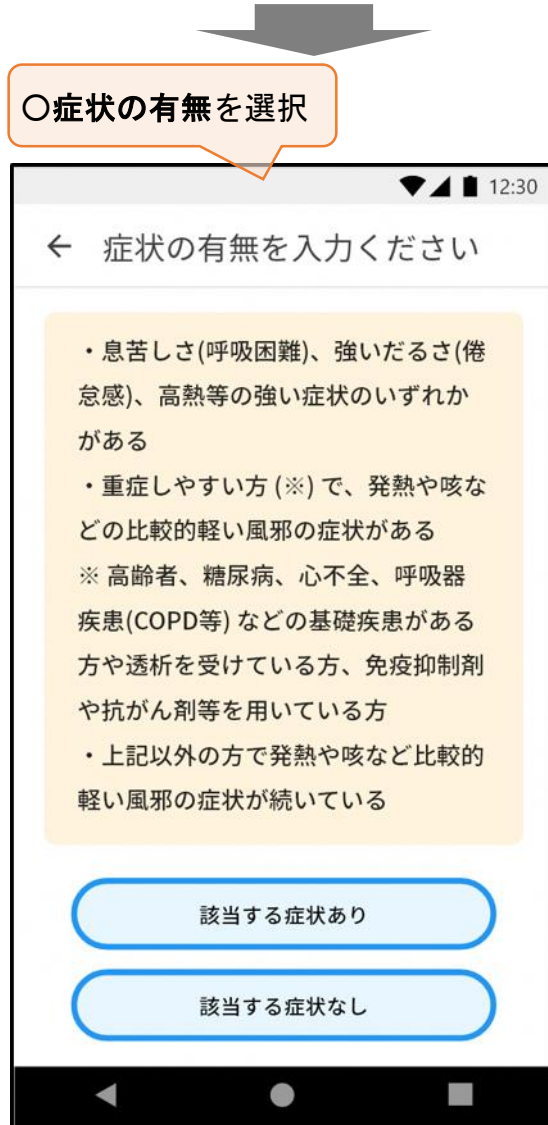 〇症状の有無を選択
12:30
← 症状の有無を入力ください
・息苦しさ(呼吸困難)、強いだるさ(倦
怠感)、高熱等の強い症状のいずれか
がある
・重症しやすい方 (※) で、発熱や咳な
どの比較的軽い風邪の症状がある
※ 高齢者、糖尿病、心不全、呼吸器
疾患(COPD等) などの基礎疾患がある
方や透析を受けている方、免疫抑制剤
や抗がん剤等を用いている方
・上記以外の方で発熱や咳など比較的
軽い風邪の症状が続いている
該当する症状あり
該当する症状なし